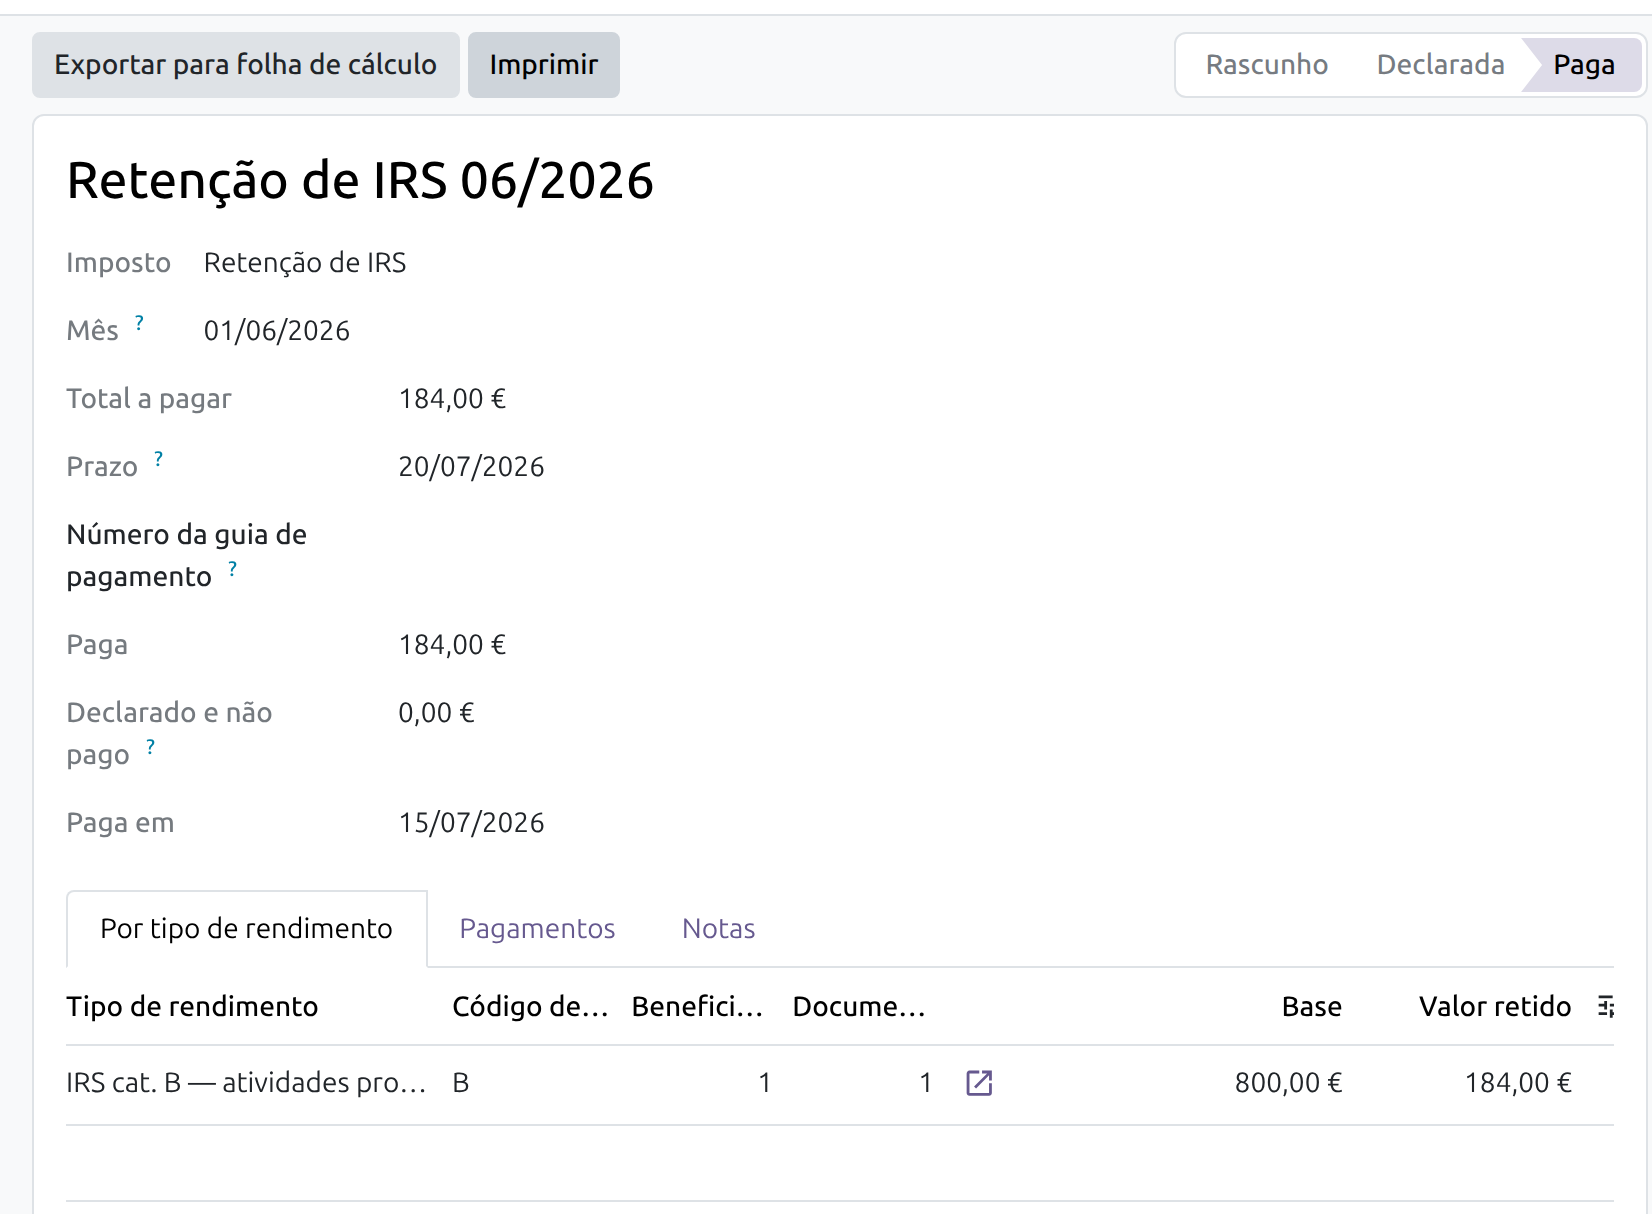 Exportar para folha de cálculo Imprimir Rascunho Declarada Paga
Retenção de IRS 06/2026
Imposto Retenção de IRS
Mês ? 01/06/2026
Total a pagar 184,00 €
Prazo ? 20/07/2026
Número da guia de
pagamento ?
Paga 184,00 €
Declarado e não 0,00 €
pago ?
Paga em 15/07/2026
Por tipo de rendimento Pagamentos Notas
Tipo de rendimento Código de... Benefici... Docume... Base Valor retido
IRS cat. B — atividades pro... B 1 1 800,00 € 184,00 €